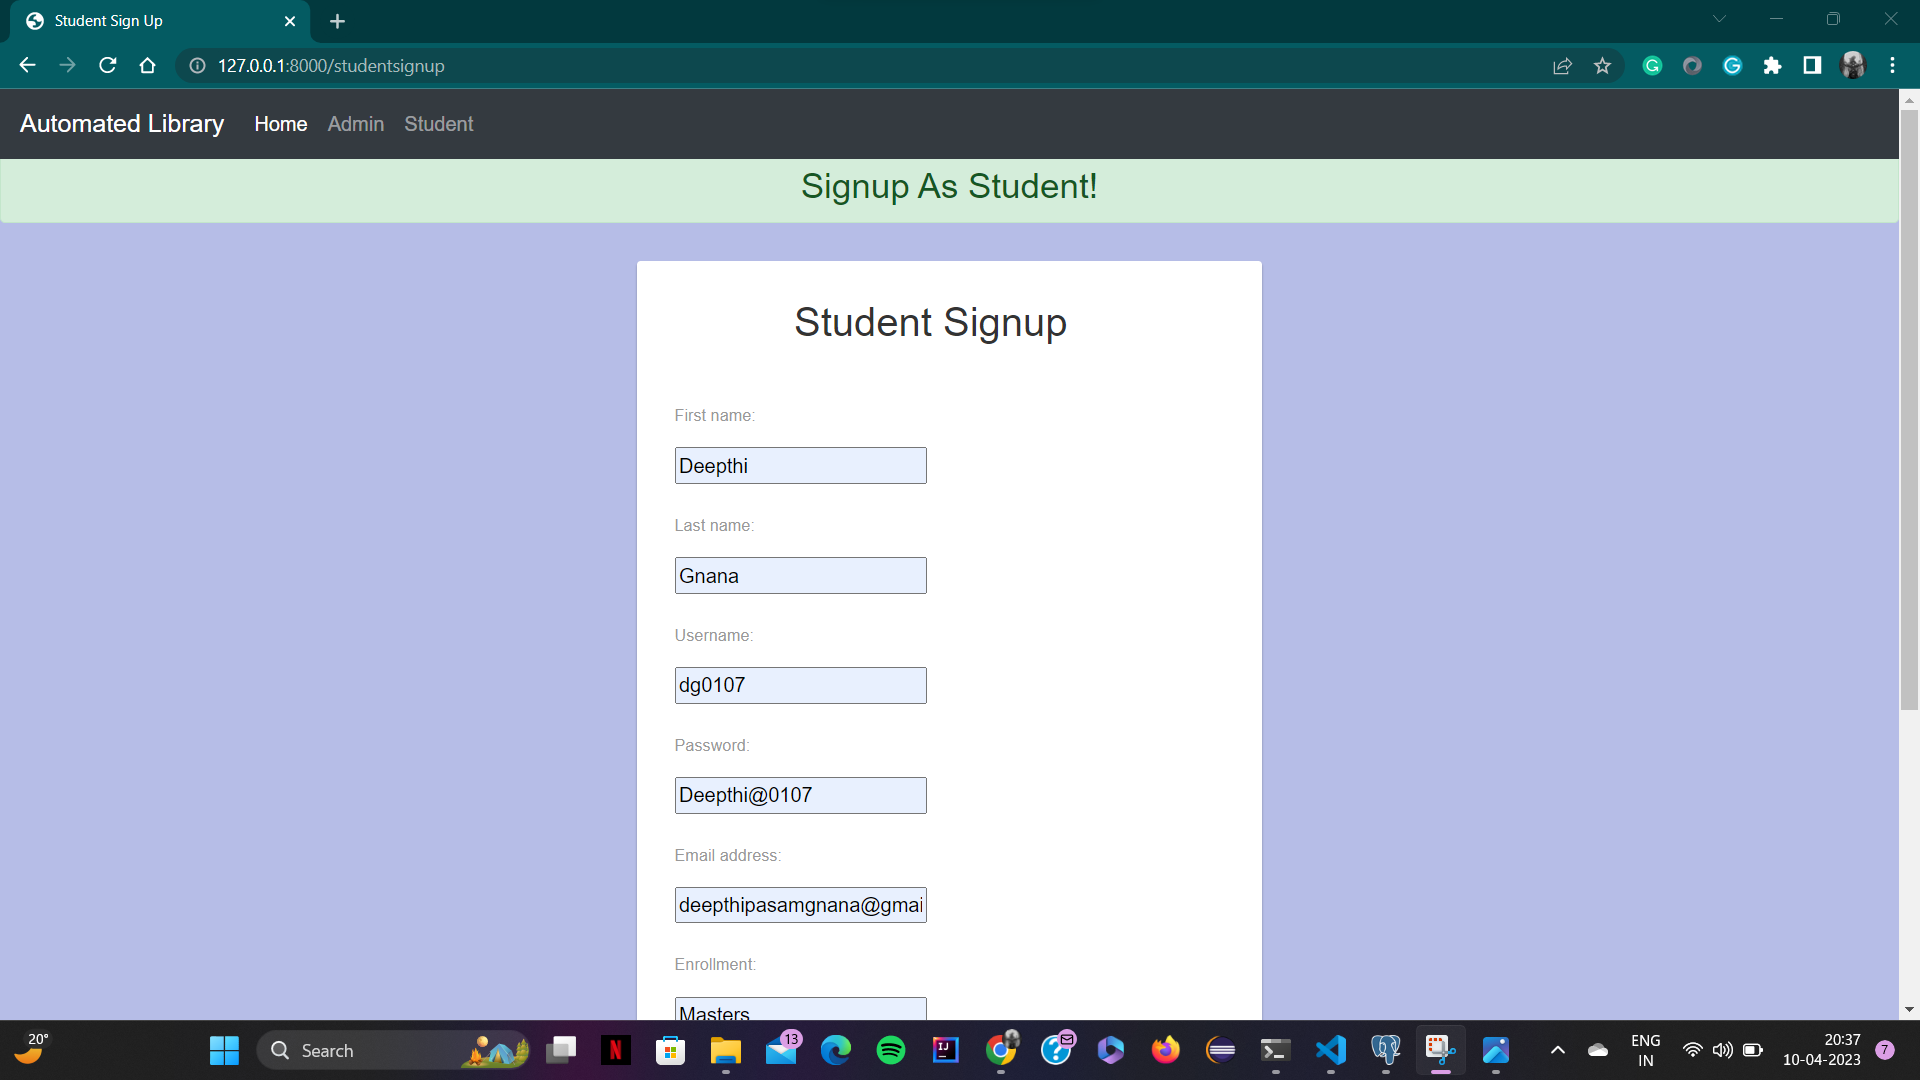 Student Sign Up
127.0.0.1:8000/studentsignup
Automated Library Home Admin Student
Signup As Student!
Student Signup
First name:
Deepthi
Last name:
Gnana
Username:
dg0107
Password:
Deepthi@0107
Email address:
deepthipasamgnana@gmai
Enrollment:
Masters
20°
Search
13
ENG
IN
20:37
10-04-2023
7